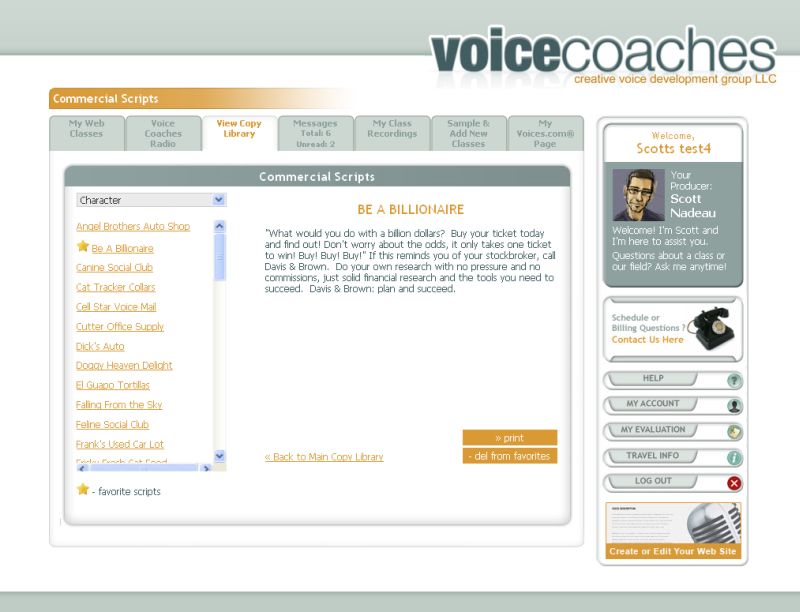 voicecoaches
creative voice development group LLC
Commercial Scripts
My Web
Classes
Voice
Coaches
Radio
View Copy
Library
Messages
Total: 6
Unread: 2
My Class
Recordings
Sample &
Add New
Classes
My
Voices.com®
Page
Commercial Scripts
Character
Angel Brothers Auto Shop
Be A Billionaire
Canine Social Club
Cat Tracker Collars
Cell Star Voice Mail
Cutter Office Supply
Dick's Auto
Doggy Heaven Delight
El Guapo Tortillas
Falling From the Sky
Feline Social Club
Frank's Used Car Lot
Frisky Fresh Cat Food
- favorite scripts
BE A BILLIONAIRE
"What would you do with a billion dollars? Buy your ticket today
and find out! Don't worry about the odds, it only takes one ticket
to win! Buy! Buy! Buy!" If this reminds you of your stockbroker, call
Davis & Brown. Do your own research with no pressure and no
commissions, just solid financial research and the tools you need to
succeed. Davis & Brown: plan and succeed.
» print
« Back to Main Copy Library
- del from favorites
Welcome,
Scotts test4
Your
Producer:
Scott
Nadeau
Welcome! I'm Scott and
I'm here to assist you.
Questions about a class or
our field? Ask me anytime!
Schedule or
Billing Questions ?
Contact Us Here
HELP
?
MY ACCOUNT
MY EVALUATION
TRAVEL INFO
i
LOG OUT
Create or Edit Your Web Site